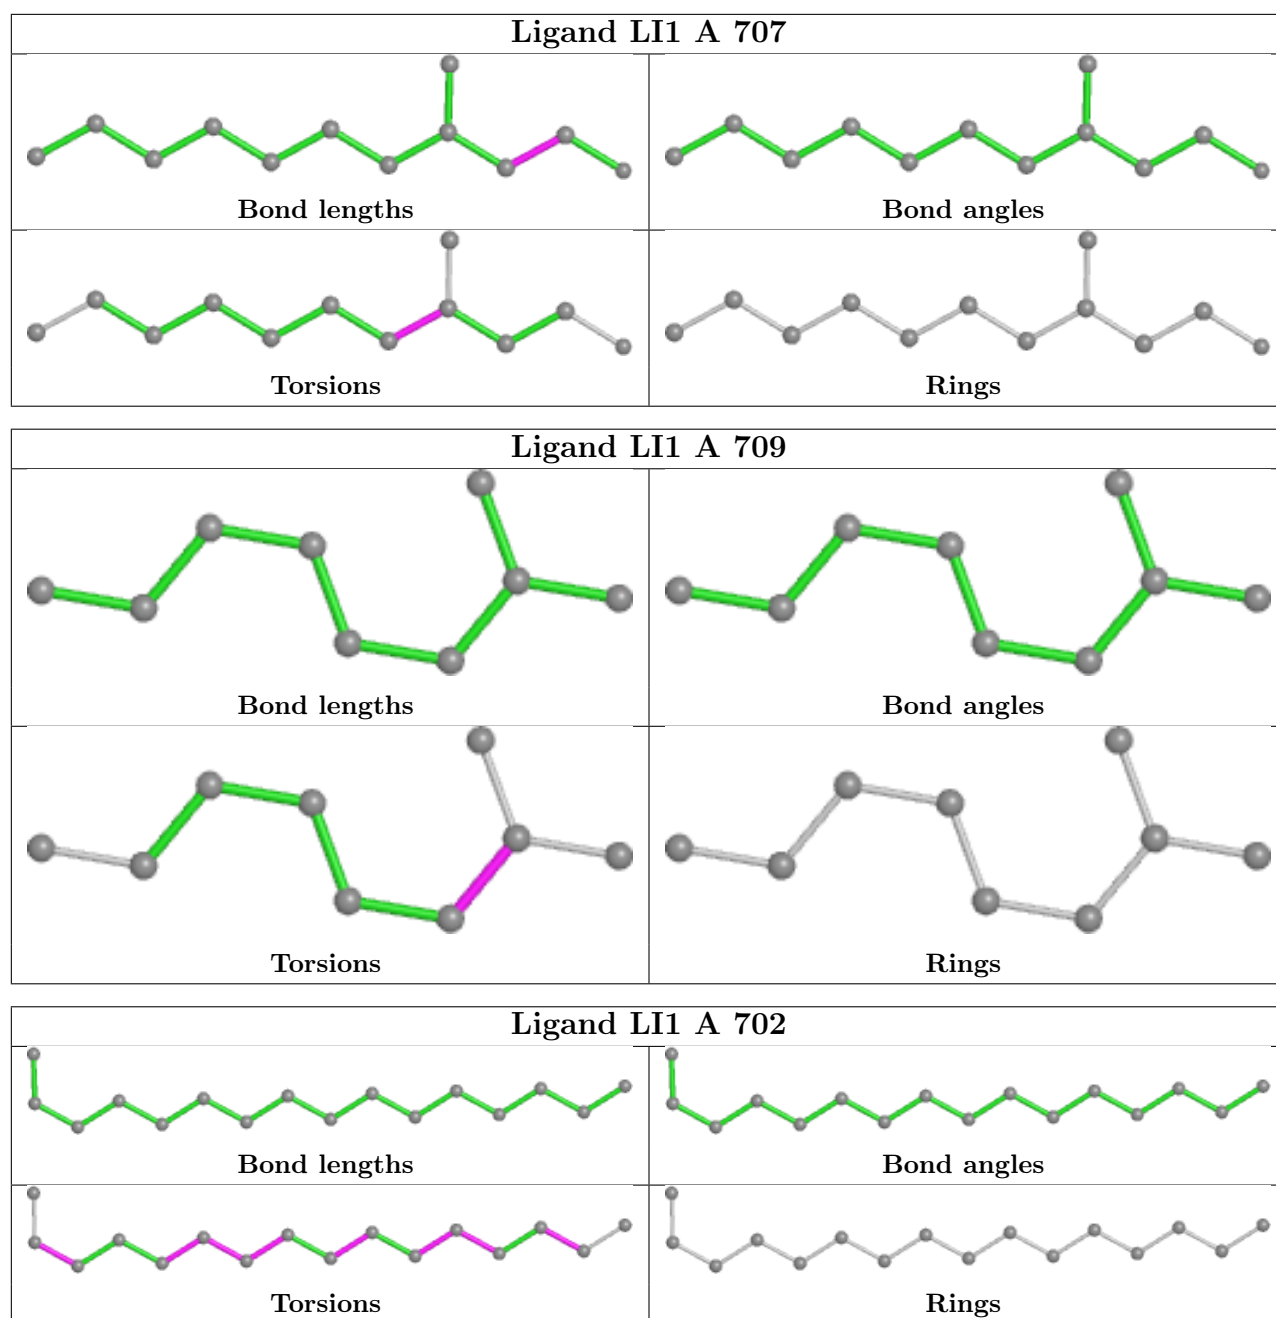 Ligand LI1 A 707
Bond lengths
Bond angles
Torsions
Rings
Ligand LI1 A 709
Bond lengths
Bond angles
Torsions
Rings
Ligand LI1 A 702
Bond lengths
Bond angles
Torsions
Rings